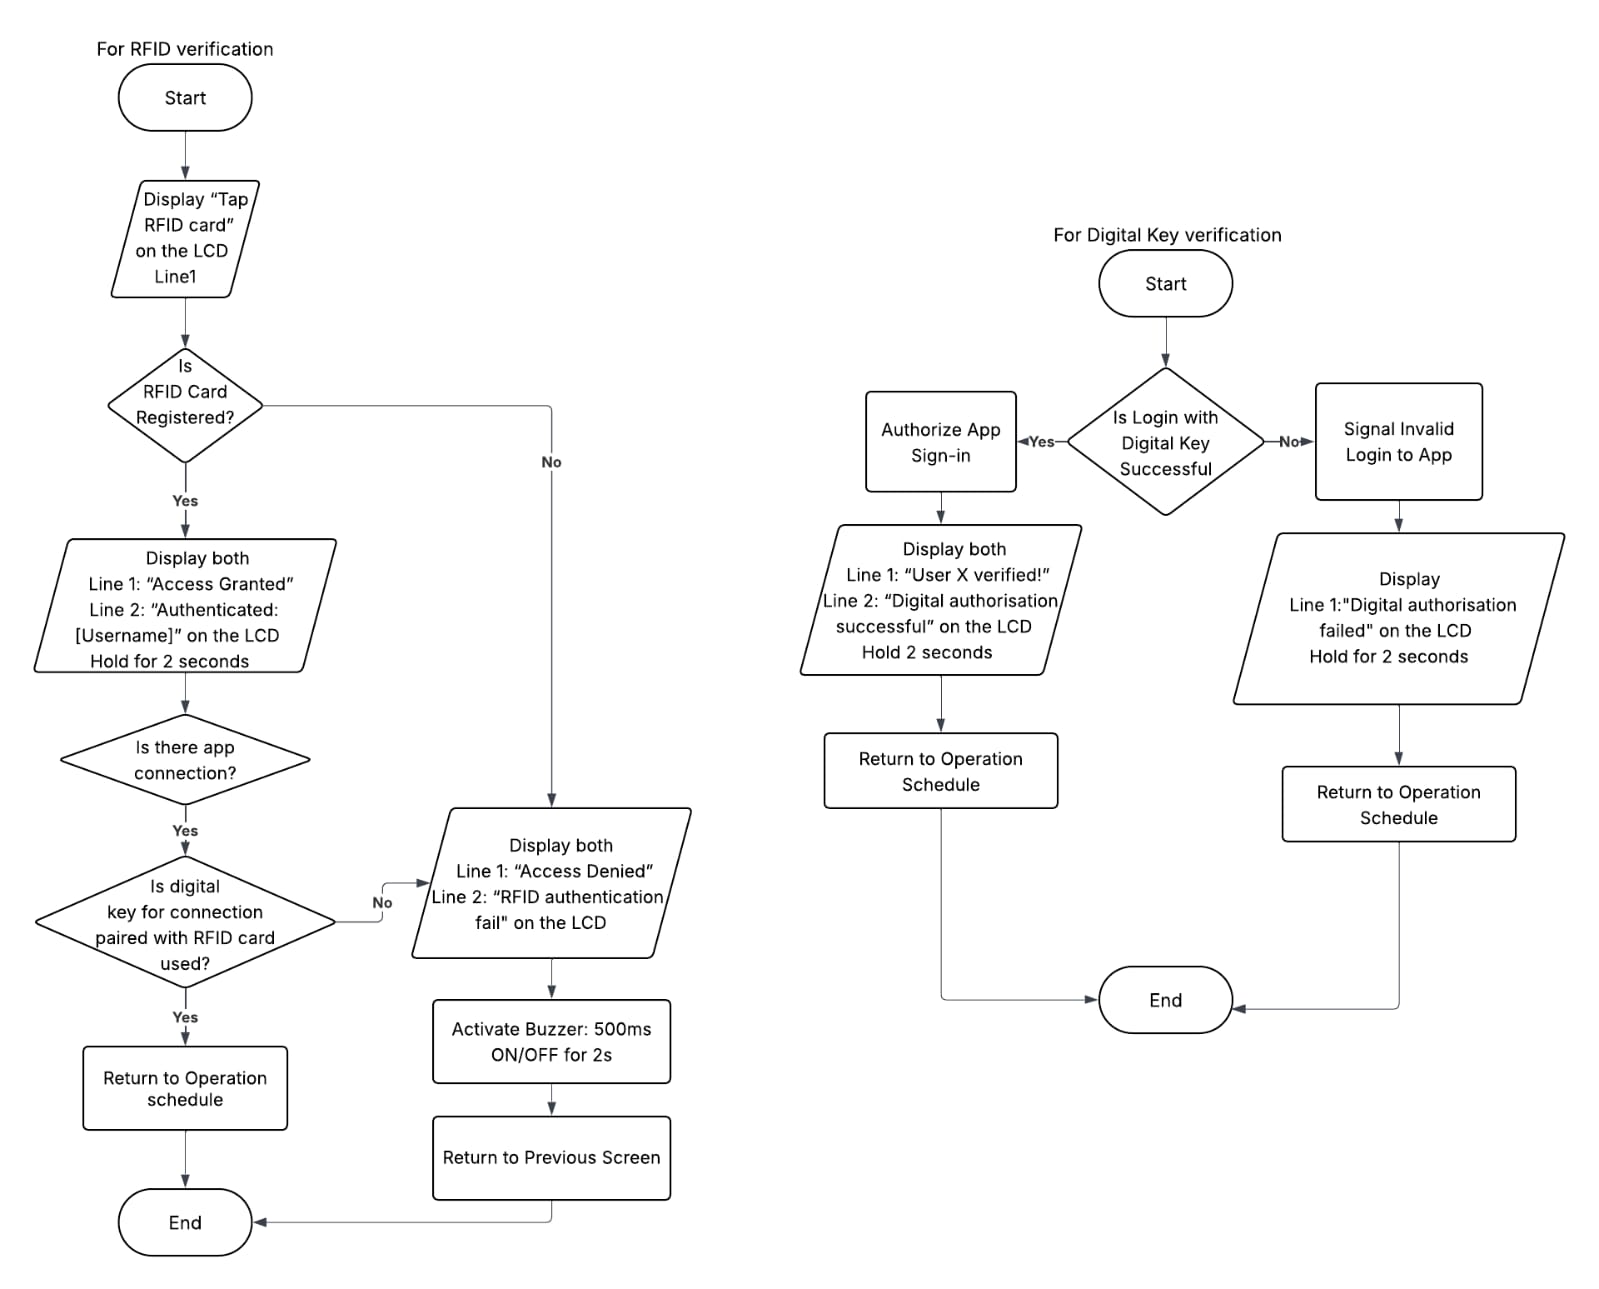 For RFID verification
Start
Display “Tap
RFID card”
on the LCD
Line1
Is
RFID Card
Registered?
No
Yes
Display both
Line 1: “Access Granted”
Line 2: “Authenticated:
[Username]” on the LCD
Hold for 2 seconds
Is there app
connection?
Yes
Is digital
key for connection
paired with RFID card
used?
No
Yes
Return to Operation
schedule
End
Display both
Line 1: “Access Denied”
Line 2: “RFID authentication
fail" on the LCD
Activate Buzzer: 500ms
ON/OFF for 2s
Return to Previous Screen
For Digital Key verification
Start
Is Login with
Digital Key
Successful
Yes
No
Authorize App
Sign-in
Display both
Line 1: “User X verified!”
Line 2: “Digital authorisation
successful” on the LCD
Hold 2 seconds
Return to Operation
Schedule
Signal Invalid
Login to App
Display
Line 1:"Digital authorisation
failed" on the LCD
Hold for 2 seconds
Return to Operation
Schedule
End